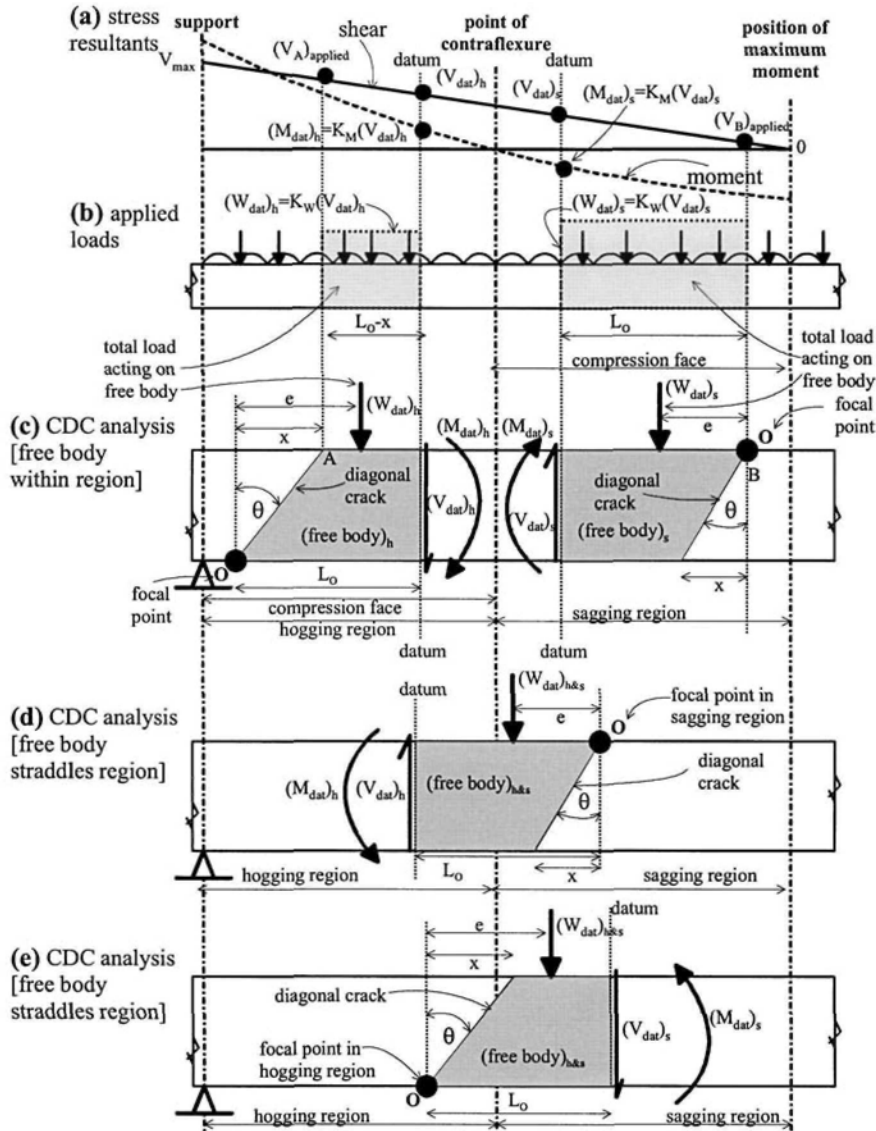 (a) stress resultants
support
point of contraflexure
position of maximum moment
V_max
shear
(V_A)_applied
datum
(V_dat)_h
datum
(V_dat)_s
(M_dat)_s=K_M(V_dat)_s
(V_B)_applied
0
(M_dat)_h=K_M(V_dat)_h
moment
(b) applied loads
(W_dat)_h=K_W(V_dat)_h
(W_dat)_s=K_W(V_dat)_s
L_O-x
L_O
total load acting on free body
compression face
total load acting on free body
(c) CDC analysis [free body within region]
e
(W_dat)_h
x
(M_dat)_h
(M_dat)_s
(W_dat)_s
e
O
focal point
A
B
θ
diagonal crack
(V_dat)_h
(free body)_h
(V_dat)_s
diagonal crack
θ
(free body)_s
O
focal point
L_O
x
compression face
hogging region
sagging region
datum
datum
(d) CDC analysis [free body straddles region]
datum
(W_dat)_h&s
e
O
focal point in sagging region
(M_dat)_h
(V_dat)_h
(free body)_h&s
θ
diagonal crack
L_O
x
hogging region
sagging region
(e) CDC analysis [free body straddles region]
datum
e
(W_dat)_h&s
x
diagonal crack
θ
(V_dat)_s
(M_dat)_s
focal point in hogging region
(free body)_h&s
O
L_O
hogging region
sagging region